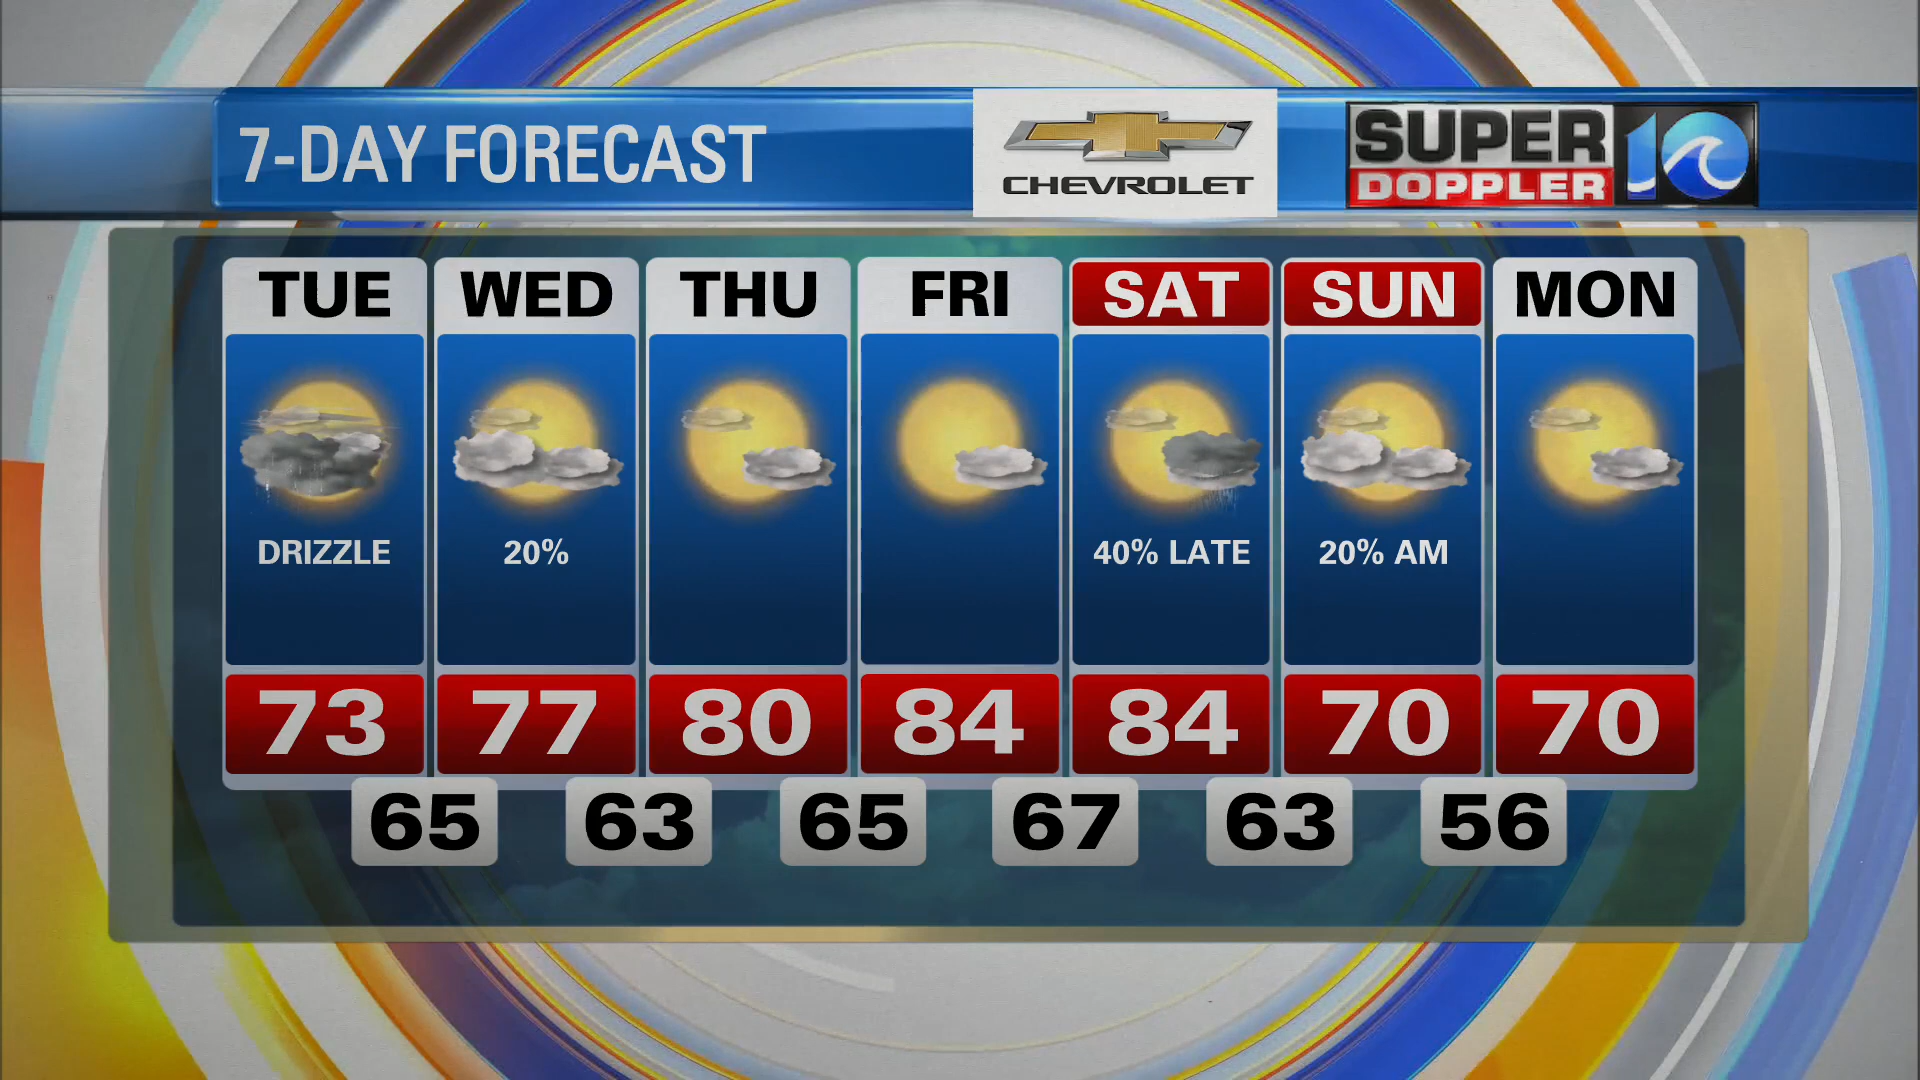 7-DAY FORECAST
CHEVROLET
SUPER
DOPPLER
10
TUE WED THU FRI SAT SUN MON
DRIZZLE 20% 40% LATE 20% AM
73 77 80 84 84 70 70
65 63 65 67 63 56